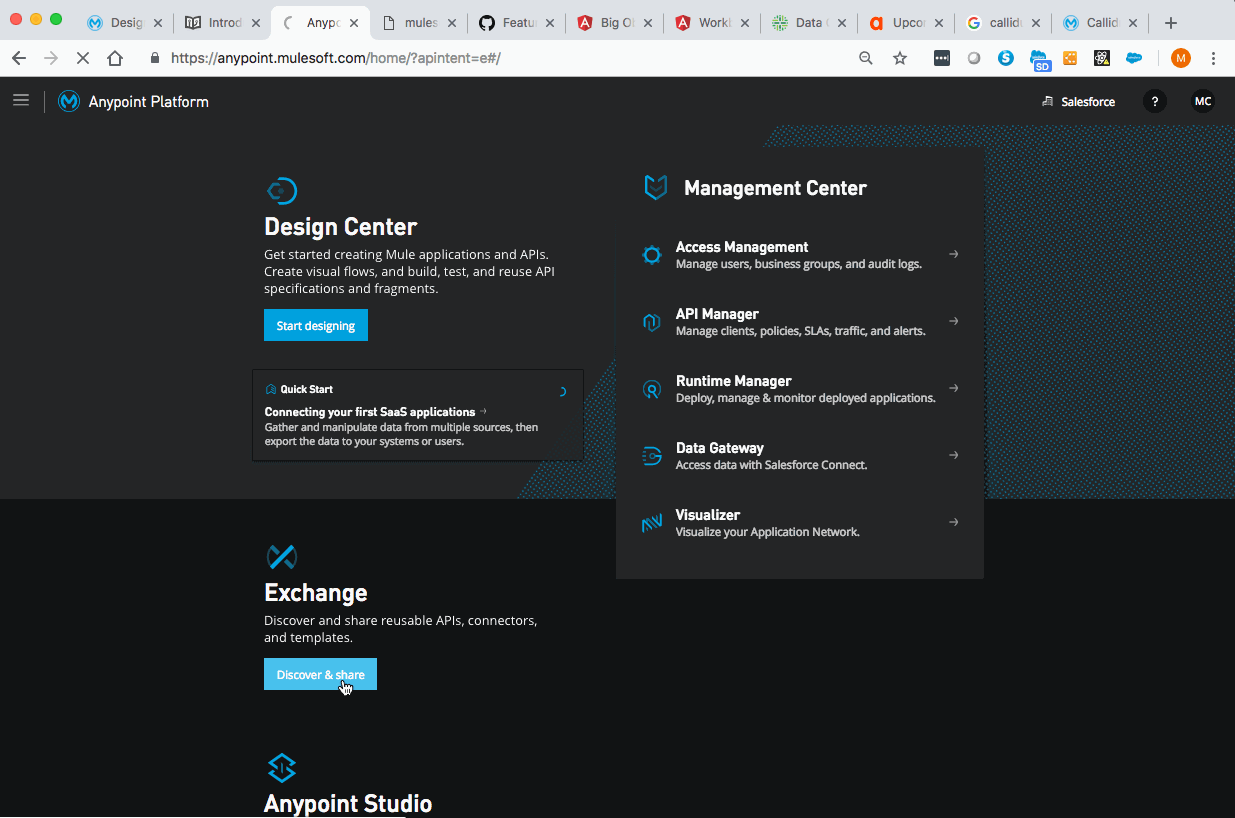 Desig
Introd
Anypo
mules
Featu
Big O
Work
Data
Upco
callid
Callid
https://anypoint.mulesoft.com/home/?apintent=e#/
SD
M
Anypoint Platform
Salesforce
?
MC
Design Center
Get started creating Mule applications and APIs.
Create visual flows, and build, test, and reuse API
specifications and fragments.
Start designing
Quick Start
Connecting your first SaaS applications →
Gather and manipulate data from multiple sources, then
export the data to your systems or users.
Management Center
Access Management
Manage users, business groups, and audit logs.
API Manager
Manage clients, policies, SLAs, traffic, and alerts.
Runtime Manager
Deploy, manage & monitor deployed applications.
Data Gateway
Access data with Salesforce Connect.
Visualizer
Visualize your Application Network.
Exchange
Discover and share reusable APIs, connectors,
and templates.
Discover & share
Anypoint Studio